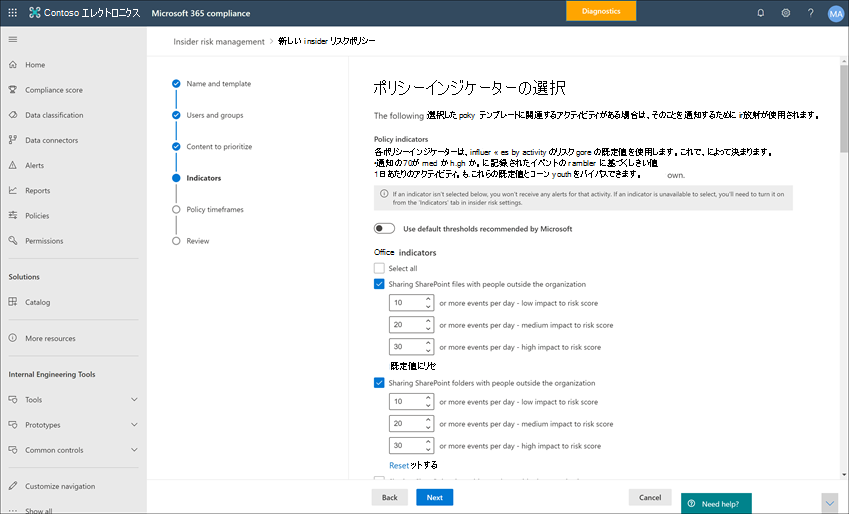 Contoso エレクトロニクス Microsoft 365 compliance Diagnostics ? MA
Insider risk management > 新しい insider リスクポリシー
Home
Compliance score
Data classification
Data connectors
Alerts
Reports
Policies
Permissions
Solutions
Catalog
More resources
Internal Engineering Tools
Tools
Prototypes
Common controls
Customize navigation
Show all
Name and template
Users and groups
Content to prioritize
Indicators
Policy timeframes
Review
ポリシーインジケーターの選択
The following 選択した poky テンプレートに関連するアクティビティがある場合は、そのことを通知するために ir放射が使用されます。
Policy indicators
各ポリシーインジケーターは、influer « es by activity のリスク gore の既定値を使用します。これで、によって決まります。
・通知の70が med か h.gh か。に記録されたイベントの rambler に基づくしきい値
1日あたりのアクティビティ。も、これらの既定値とコーン youth をバイパスできます。 own.
If an indicator isn't selected below, you won't receive any alerts for that activity. If an indicator is unavailable to select, you'll need to turn it on
from the 'Indicators' tab in insider risk settings.
Use default thresholds recommended by Microsoft
Office indicators
Select all
Sharing SharePoint files with people outside the organization
10 or more events per day - low impact to risk score
20 or more events per day - medium impact to risk score
30 or more events per day - high impact to risk score
既定値にリセ
Sharing SharePoint folders with people outside the organization
10 or more events per day - low impact to risk score
20 or more events per day - medium impact to risk score
30 or more events per day - high impact to risk score
Reset ットする
Back Next Cancel Need help?